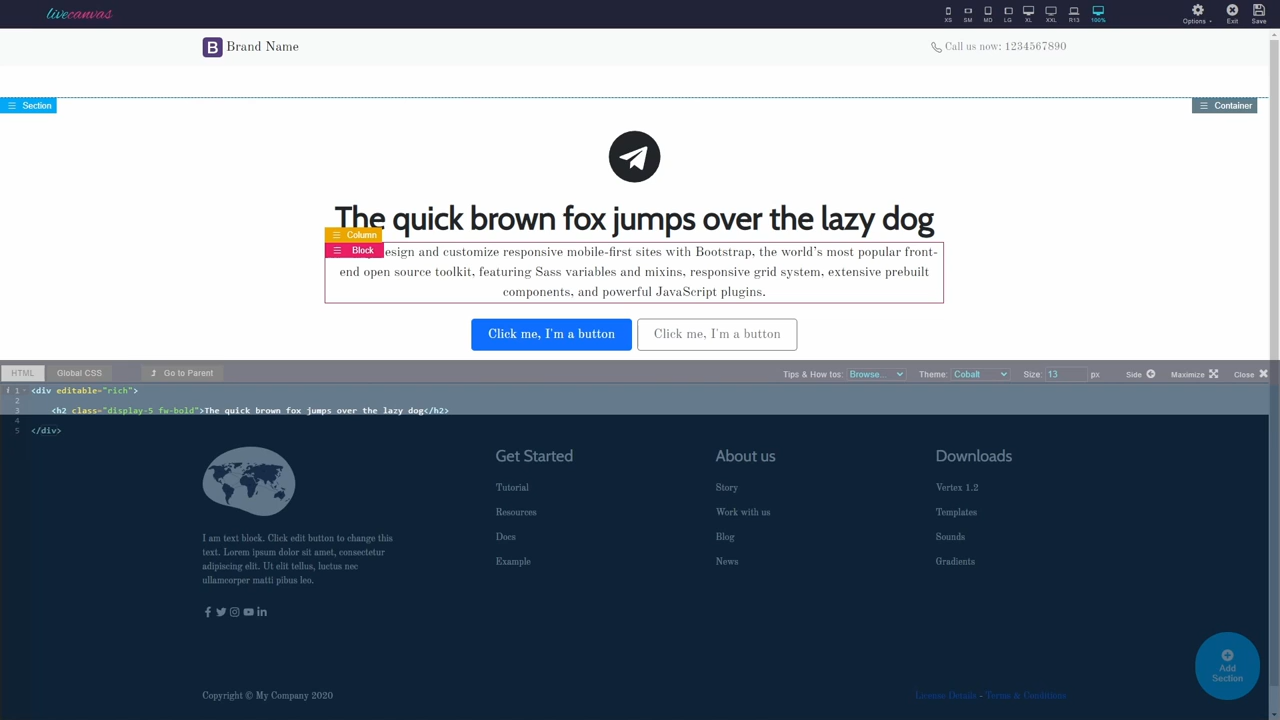 livecanvas
XS SM MD LG XL XXL R13 100% Options Exit Save
B Brand Name
Call us now: 1234567890
Section
Container
The quick brown fox jumps over the lazy dog
Column
Block
design and customize responsive mobile-first sites with Bootstrap, the world's most popular front-
end open source toolkit, featuring Sass variables and mixins, responsive grid system, extensive prebuilt
components, and powerful JavaScript plugins.
Click me, I'm a button
Click me, I'm a button
HTML Global CSS Go to Parent
Tips & How tos: Browse... Theme: Cobalt Size: 13 px Side Maximize Close
1 <div editable="rich">
2
3 <h2 class="display-5 fw-bold">The quick brown fox jumps over the lazy dog</h2>
4
5 </div>
I am text block. Click edit button to change this
text. Lorem ipsum dolor sit amet, consectetur
adipiscing elit. Ut elit tellus, luctus nec
ullamcorper matti pibus leo.
Get Started
Tutorial
Resources
Docs
Example
About us
Story
Work with us
Blog
News
Downloads
Vertex 1.2
Templates
Sounds
Gradients
Add
Section
Copyright © My Company 2020
License Details - Terms & Conditions